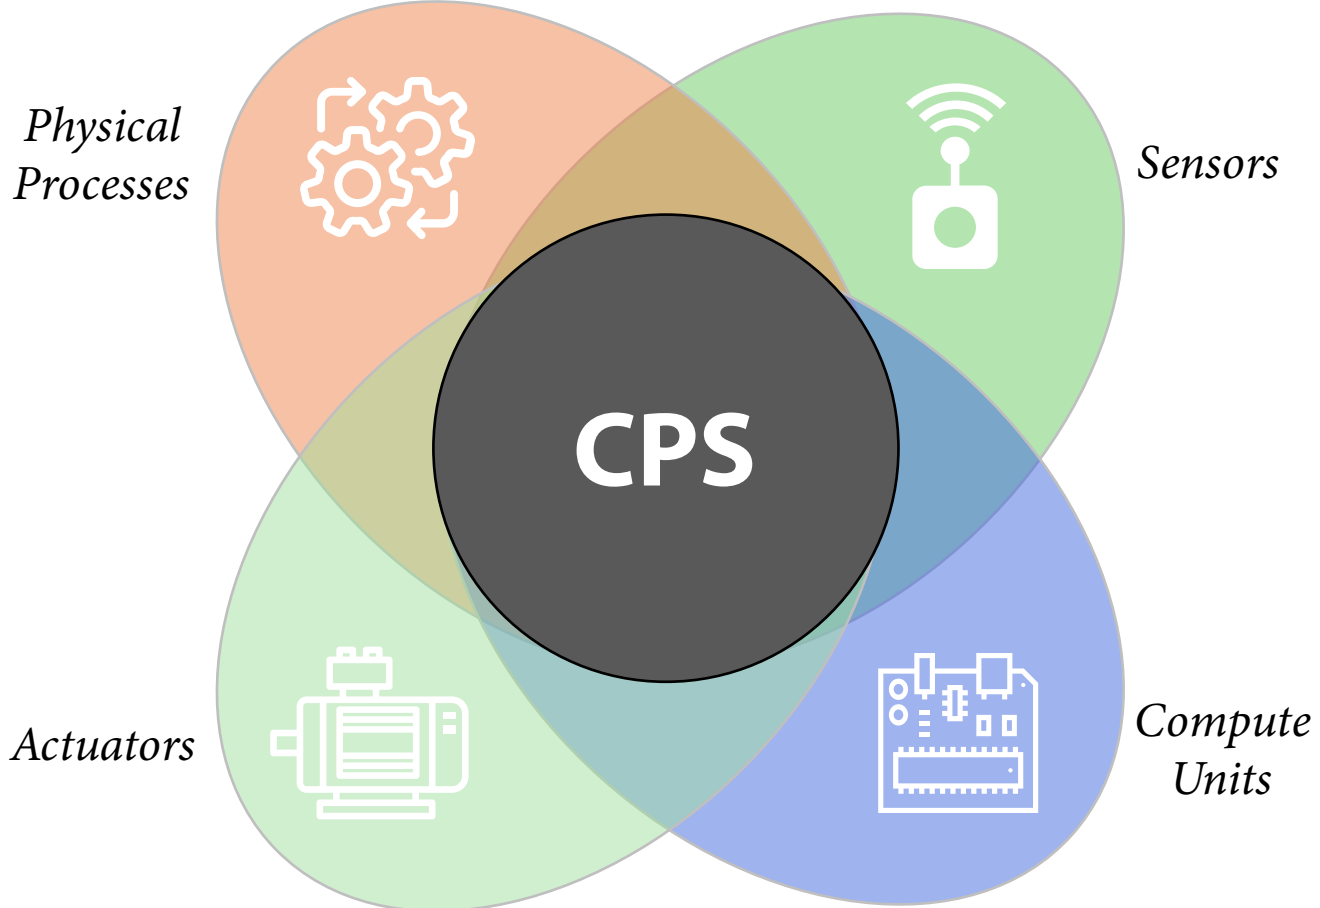 Physical
Processes
Sensors
CPS
Actuators
Compute
Units